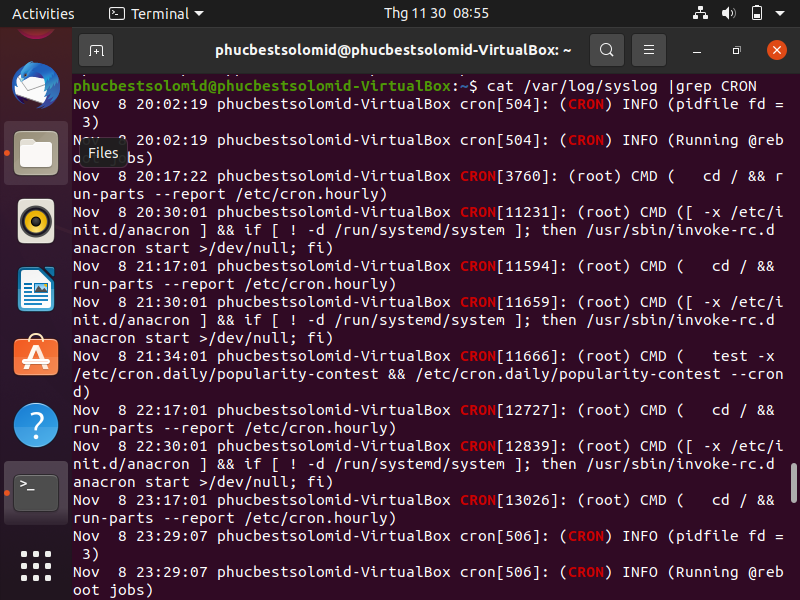 Activities
Terminal
Thg 11 30 08:55
phucbestsolomid@phucbestsolomid-VirtualBox: ~
phucbestsolomid@phucbestsolomid-VirtualBox:~$ cat /var/log/syslog |grep CRON
Nov  8 20:02:19 phucbestsolomid-VirtualBox cron[504]: (CRON) INFO (pidfile fd =
 3)
Nov  8 20:02:19 phucbestsolomid-VirtualBox cron[504]: (CRON) INFO (Running @reb
Files
oot jobs)
Nov  8 20:17:22 phucbestsolomid-VirtualBox CRON[3760]: (root) CMD (   cd / && r
un-parts --report /etc/cron.hourly)
Nov  8 20:30:01 phucbestsolomid-VirtualBox CRON[11231]: (root) CMD ([ -x /etc/i
nit.d/anacron ] && if [ ! -d /run/systemd/system ]; then /usr/sbin/invoke-rc.d
anacron start >/dev/null; fi)
Nov  8 21:17:01 phucbestsolomid-VirtualBox CRON[11594]: (root) CMD (   cd / &&
run-parts --report /etc/cron.hourly)
Nov  8 21:30:01 phucbestsolomid-VirtualBox CRON[11659]: (root) CMD ([ -x /etc/i
nit.d/anacron ] && if [ ! -d /run/systemd/system ]; then /usr/sbin/invoke-rc.d
anacron start >/dev/null; fi)
Nov  8 21:34:01 phucbestsolomid-VirtualBox CRON[11666]: (root) CMD (   test -x
/etc/cron.daily/popularity-contest && /etc/cron.daily/popularity-contest --cron
d)
Nov  8 22:17:01 phucbestsolomid-VirtualBox CRON[12727]: (root) CMD (   cd / &&
run-parts --report /etc/cron.hourly)
Nov  8 22:30:01 phucbestsolomid-VirtualBox CRON[12839]: (root) CMD ([ -x /etc/i
nit.d/anacron ] && if [ ! -d /run/systemd/system ]; then /usr/sbin/invoke-rc.d
anacron start >/dev/null; fi)
Nov  8 23:17:01 phucbestsolomid-VirtualBox CRON[13026]: (root) CMD (   cd / &&
run-parts --report /etc/cron.hourly)
Nov  8 23:29:07 phucbestsolomid-VirtualBox cron[506]: (CRON) INFO (pidfile fd =
 3)
Nov  8 23:29:07 phucbestsolomid-VirtualBox cron[506]: (CRON) INFO (Running @reb
oot jobs)